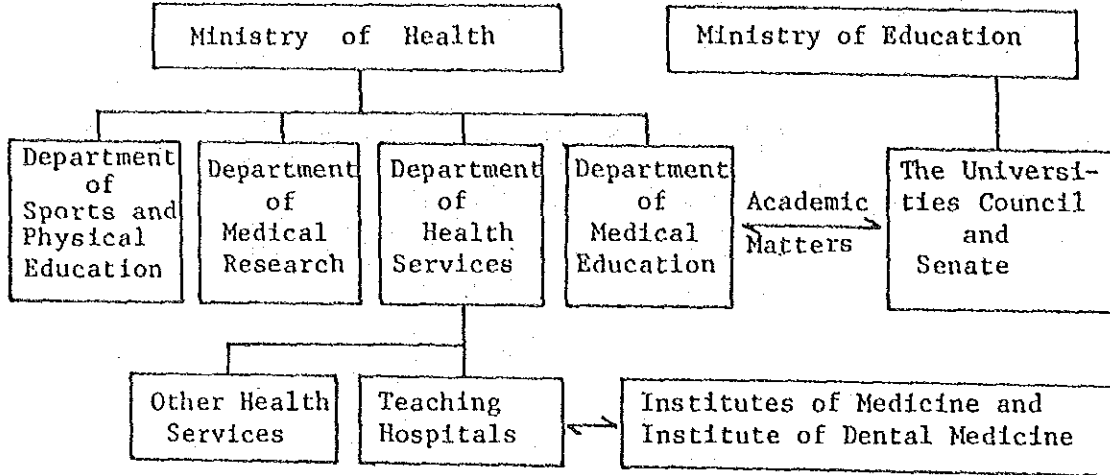 Ministry of Health
Ministry of Education
Department
of
Sports and
Physical
Education
Department
of
Medical
Research
Department
of
Health
Services
Department
of
Medical
Education
Academic
Matters
The Universi-
ties Council
and
Senate
Other Health
Services
Teaching
Hospitals
Institutes of Medicine and
Institute of Dental Medicine